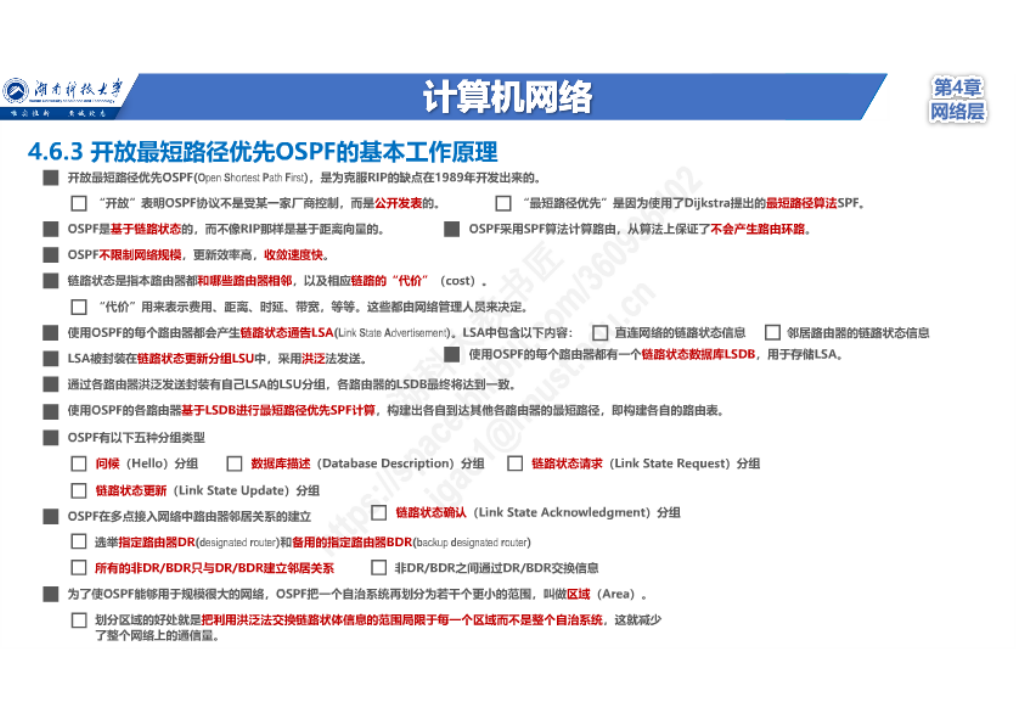 湖南科技大学
计算机网络
第4章
网络层
4.6.3 开放最短路径优先OSPF的基本工作原理
开放最短路径优先OSPF(Open Shortest Path First)，是为克服RIP的缺点在1989年开发出来的。
“开放”表明OSPF协议不是受某一家厂商控制，而是公开发表的。
“最短路径优先”是因为使用了Dijkstra提出的最短路径算法SPF。
OSPF是基于链路状态的，而不像RIP那样是基于距离向量的。
OSPF采用SPF算法计算路由，从算法上保证了不会产生路由环路。
OSPF不限制网络规模，更新效率高，收敛速度快。
链路状态是指本路由器都和哪些路由器相邻，以及相应链路的“代价”（cost）。
“代价”用来表示费用、距离、时延、带宽，等等。这些都由网络管理人员来决定。
使用OSPF的每个路由器都会产生链路状态通告LSA(Link State Advertisement)。LSA中包含以下内容：
直连网络的链路状态信息
邻居路由器的链路状态信息
LSA被封装在链路状态更新分组LSU中，采用洪泛法发送。
使用OSPF的每个路由器都有一个链路状态数据库LSDB，用于存储LSA。
通过各路由器洪泛发送封装有自己LSA的LSU分组，各路由器的LSDB最终将达到一致。
使用OSPF的各路由器基于LSDB进行最短路径优先SPF计算，构建出各自到达其他各路由器的最短路径，即构建各自的路由表。
OSPF有以下五种分组类型
问候（Hello）分组
数据库描述（Database Description）分组
链路状态请求（Link State Request）分组
链路状态更新（Link State Update）分组
链路状态确认（Link State Acknowledgment）分组
OSPF在多点接入网络中路由器邻居关系的建立
选举指定路由器DR(designated router)和备用的指定路由器BDR(backup designated router)
所有的非DR/BDR只与DR/BDR建立邻居关系
非DR/BDR之间通过DR/BDR交换信息
为了使OSPF能够用于规模很大的网络，OSPF把一个自治系统再划分为若干个更小的范围，叫做区域（Area）。
划分区域的好处就是把利用洪泛法交换链路状体信息的范围局限于每一个区域而不是整个自治系统，这就减少
了整个网络上的通信量。